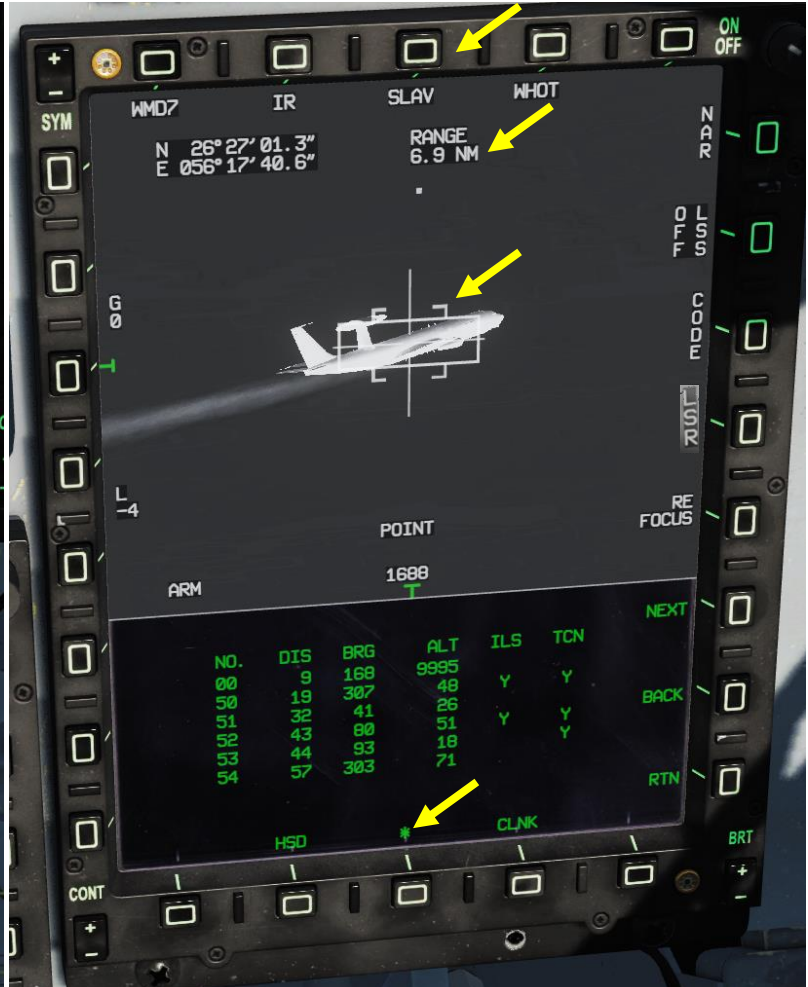 ON
OFF
SYM
WMD7 IR SLAV WHOT
N 26°27'01.3"
E 056°17'40.6"
RANGE
6.9 NM
NAR
LSS
OFF
CODE
G
0
LSR
L
-4
RE
FOCUS
POINT
ARM
1688
NEXT
NO. DIS BRG ALT ILS TCN
00 9 168 9995
50 19 307 48 Y Y
51 32 41 26
52 43 80 51 Y Y
53 44 93 18 Y
54 57 303 71
BACK
RTN
HSD * CLNK
BRT
CONT